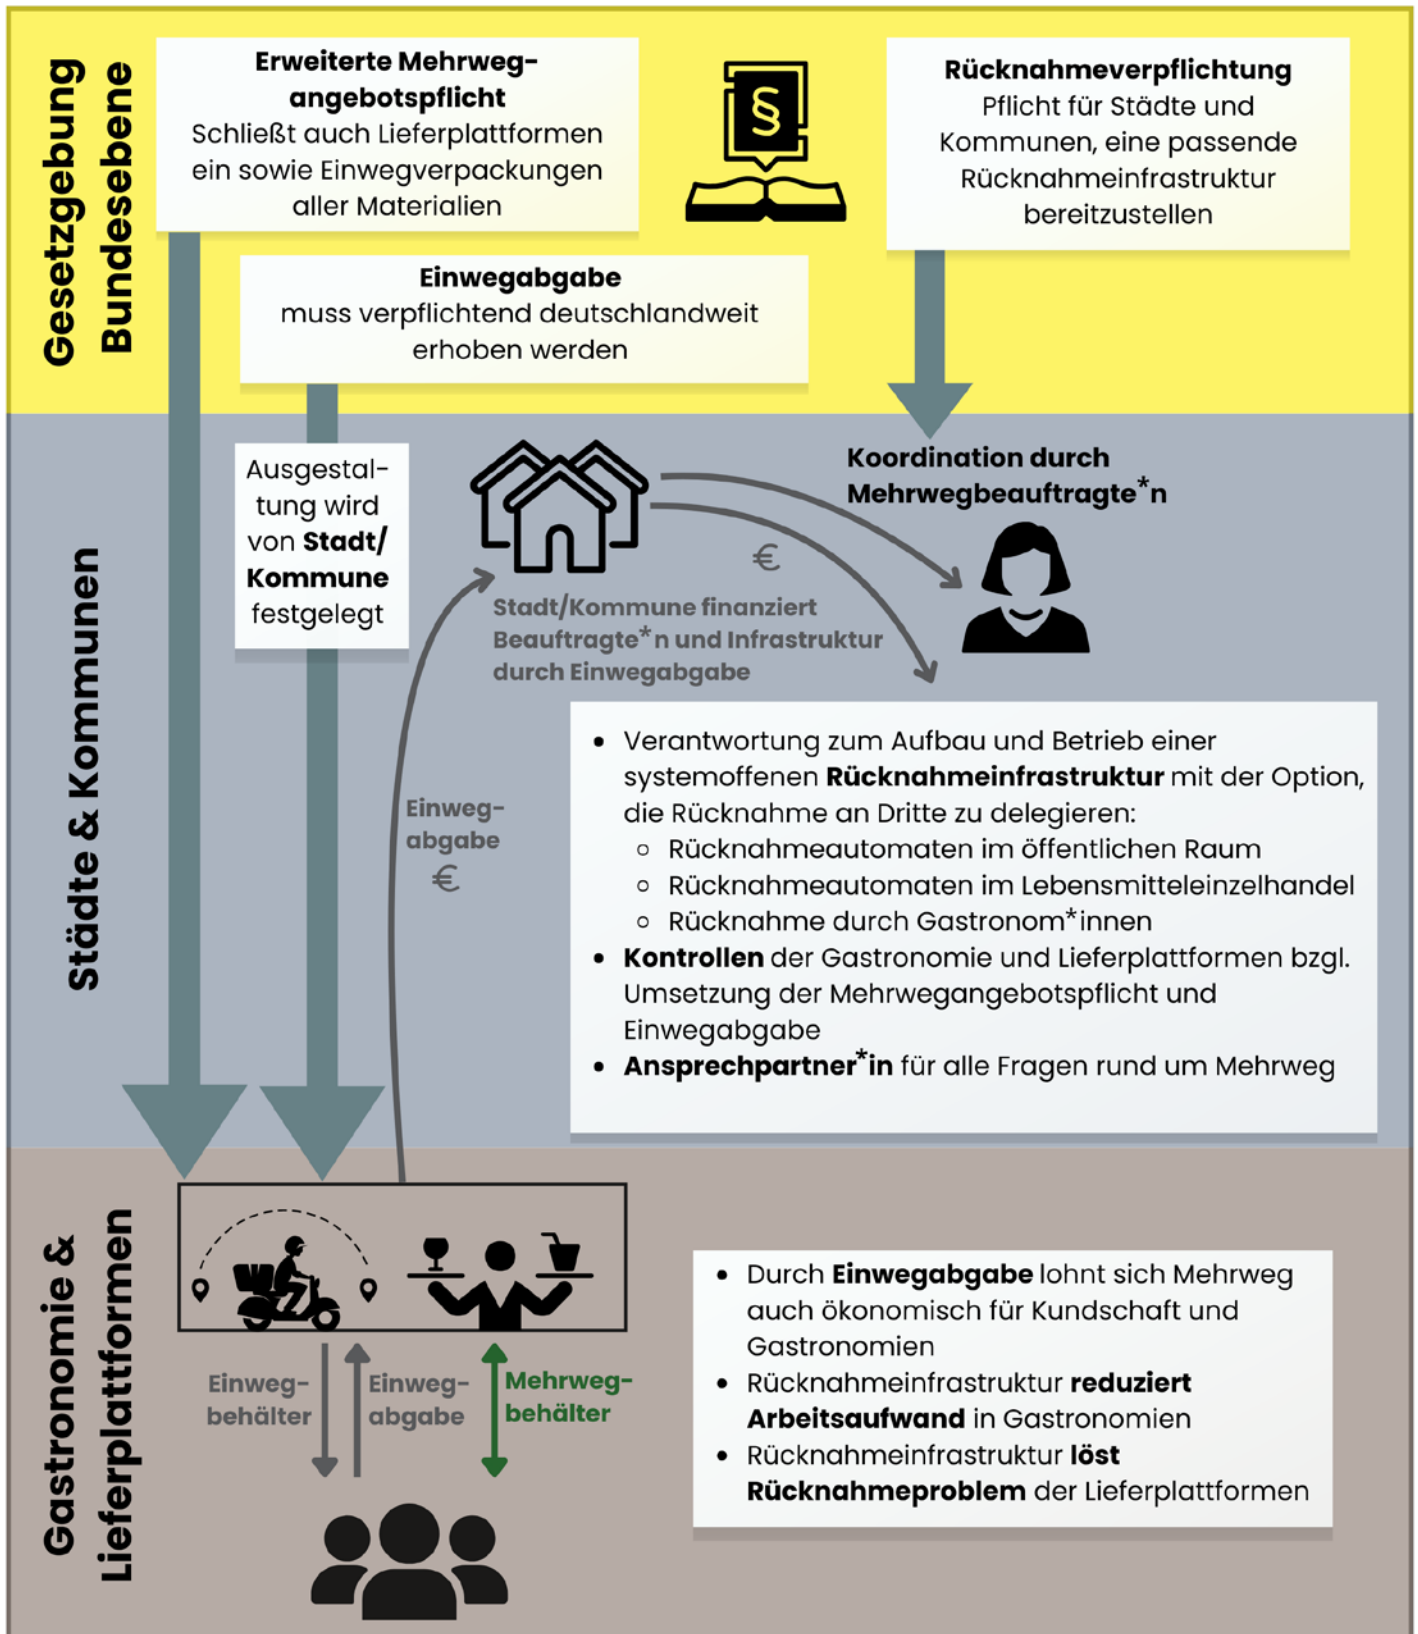 Gesetzgebung
Bundesebene
Erweiterte Mehrweg-
angebotspflicht
Schließt auch Lieferplattformen
ein sowie Einwegverpackungen
aller Materialien
§
Rücknahmeverpflichtung
Pflicht für Städte und
Kommunen, eine passende
Rücknahmeinfrastruktur
bereitzustellen
Einwegabgabe
muss verpflichtend deutschlandweit
erhoben werden
Städte & Kommunen
Ausgestal-
tung wird
von Stadt/
Kommune
festgelegt
Koordination durch
Mehrwegbeauftragte*n
€
Stadt/Kommune finanziert
Beauftragte*n und Infrastruktur
durch Einwegabgabe
Einweg-
abgabe
€
• Verantwortung zum Aufbau und Betrieb einer
systemoffenen Rücknahmeinfrastruktur mit der Option,
die Rücknahme an Dritte zu delegieren:
○ Rücknahmeautomaten im öffentlichen Raum
○ Rücknahmeautomaten im Lebensmitteleinzelhandel
○ Rücknahme durch Gastronom*innen
• Kontrollen der Gastronomie und Lieferplattformen bzgl.
Umsetzung der Mehrwegangebotspflicht und
Einwegabgabe
• Ansprechpartner*in für alle Fragen rund um Mehrweg
Gastronomie &
Lieferplattformen
Einweg-
behälter
Einweg-
abgabe
Mehrweg-
behälter
• Durch Einwegabgabe lohnt sich Mehrweg
auch ökonomisch für Kundschaft und
Gastronomien
• Rücknahmeinfrastruktur reduziert
Arbeitsaufwand in Gastronomien
• Rücknahmeinfrastruktur löst
Rücknahmeproblem der Lieferplattformen